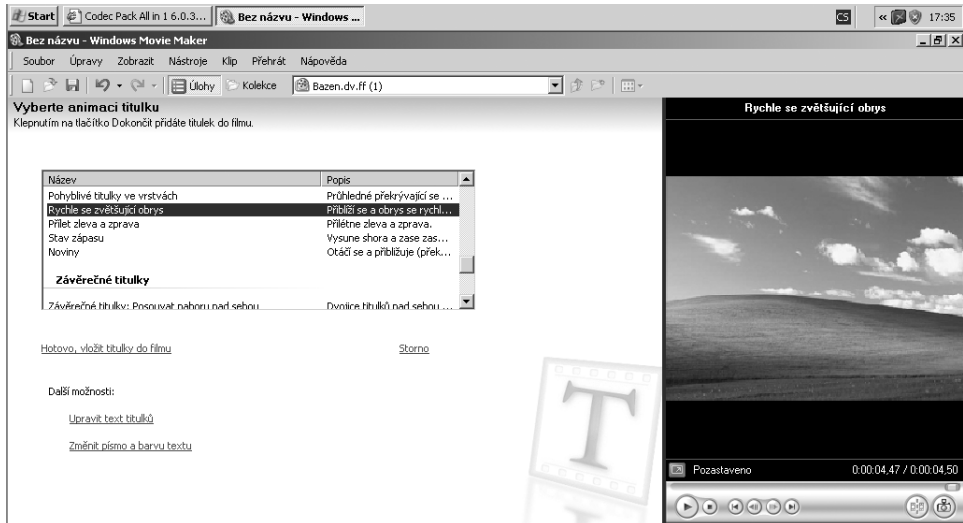 Start Codec Pack All in 1 6.0.3... Bez názvu - Windows ... CS « 17:35
Bez názvu - Windows Movie Maker
Soubor Úpravy Zobrazit Nástroje Klip Přehrát Nápověda
Úlohy Kolekce Bazen.dv.ff (1)
Vyberte animaci titulku
Klepnutím na tlačítko Dokončit přidáte titulek do filmu.
Rychle se zvětšující obrys
Název Popis
Pohyblivé titulky ve vrstvách Průhledné překrývající se ...
Rychle se zvětšující obrys Přiblíží se a obrys se rychl...
Přílet zleva a zprava Přilétne zleva a zprava.
Stav zápasu Vysune shora a zase zas...
Noviny Otáčí se a přibližuje (přek...
Závěrečné titulky
Závěrečné titulky: Posouvat nahoru nad sebou Dvojice titulků nad sebou ...
Hotovo, vložit titulky do filmu Storno
Další možnosti:
Upravit text titulků
Změnit písmo a barvu textu
T
Pozastaveno 0:00:04,47 / 0:00:04,50